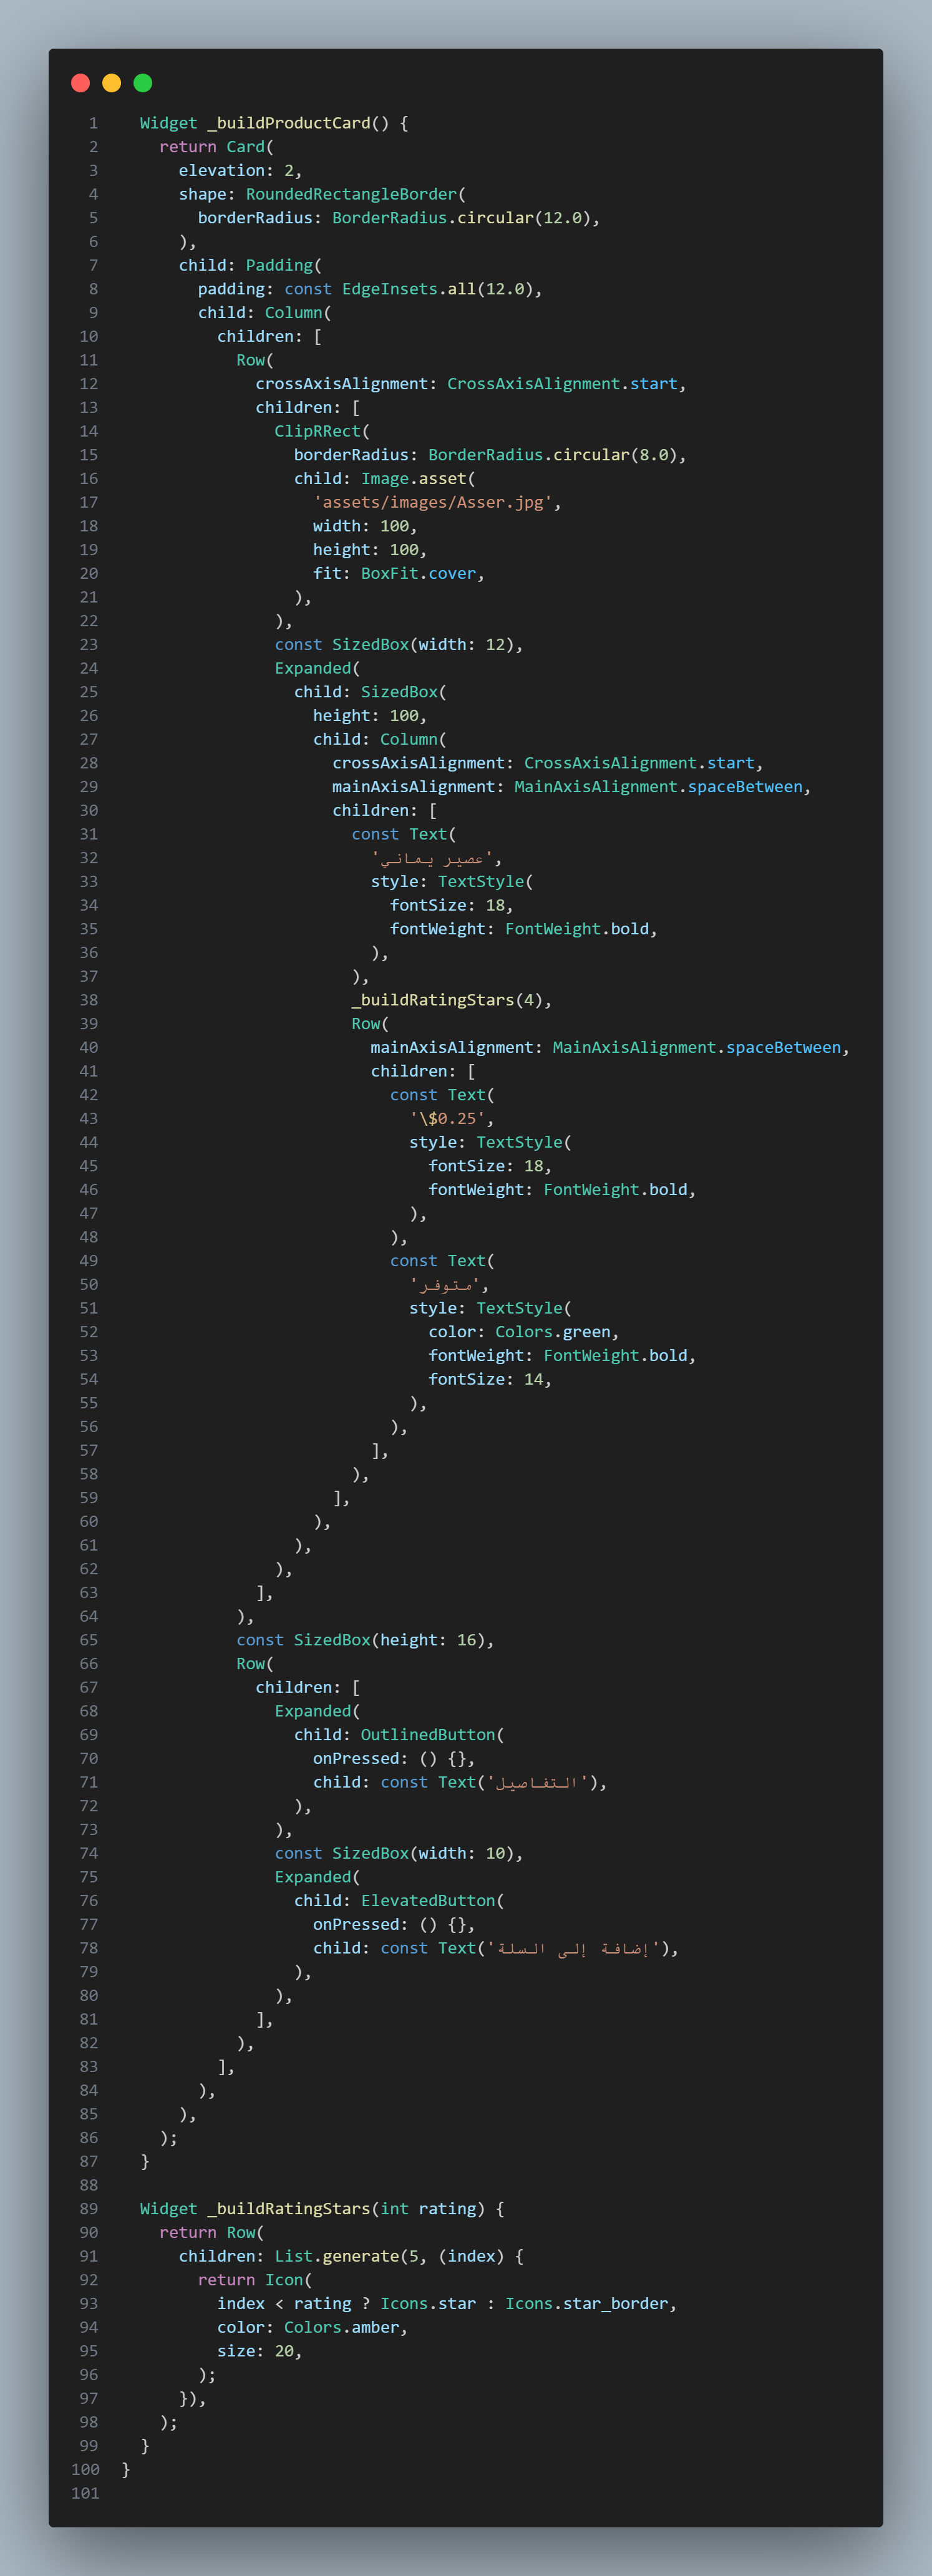 1 Widget _buildProductCard() {
2 return Card(
3 elevation: 2,
4 shape: RoundedRectangleBorder(
5 borderRadius: BorderRadius.circular(12.0),
6 ),
7 child: Padding(
8 padding: const EdgeInsets.all(12.0),
9 child: Column(
10 children: [
11 Row(
12 crossAxisAlignment: CrossAxisAlignment.start,
13 children: [
14 ClipRRect(
15 borderRadius: BorderRadius.circular(8.0),
16 child: Image.asset(
17 'assets/images/Asser.jpg',
18 width: 100,
19 height: 100,
20 fit: BoxFit.cover,
21 ),
22 ),
23 const SizedBox(width: 12),
24 Expanded(
25 child: SizedBox(
26 height: 100,
27 child: Column(
28 crossAxisAlignment: CrossAxisAlignment.start,
29 mainAxisAlignment: MainAxisAlignment.spaceBetween,
30 children: [
31 const Text(
32 'عصير يماني',
33 style: TextStyle(
34 fontSize: 18,
35 fontWeight: FontWeight.bold,
36 ),
37 ),
38 _buildRatingStars(4),
39 Row(
40 mainAxisAlignment: MainAxisAlignment.spaceBetween,
41 children: [
42 const Text(
43 '\$0.25',
44 style: TextStyle(
45 fontSize: 18,
46 fontWeight: FontWeight.bold,
47 ),
48 ),
49 const Text(
50 'متوفر',
51 style: TextStyle(
52 color: Colors.green,
53 fontWeight: FontWeight.bold,
54 fontSize: 14,
55 ),
56 ),
57 ],
58 ),
59 ],
60 ),
61 ),
62 ),
63 ],
64 ),
65 const SizedBox(height: 16),
66 Row(
67 children: [
68 Expanded(
69 child: OutlinedButton(
70 onPressed: () {},
71 child: const Text('التفاصيل'),
72 ),
73 ),
74 const SizedBox(width: 10),
75 Expanded(
76 child: ElevatedButton(
77 onPressed: () {},
78 child: const Text('إضافة إلى السلة'),
79 ),
80 ),
81 ],
82 ),
83 ],
84 ),
85 ),
86 );
87 }
88
89 Widget _buildRatingStars(int rating) {
90 return Row(
91 children: List.generate(5, (index) {
92 return Icon(
93 index < rating ? Icons.star : Icons.star_border,
94 color: Colors.amber,
95 size: 20,
96 );
97 }),
98 );
99 }
100 }
101